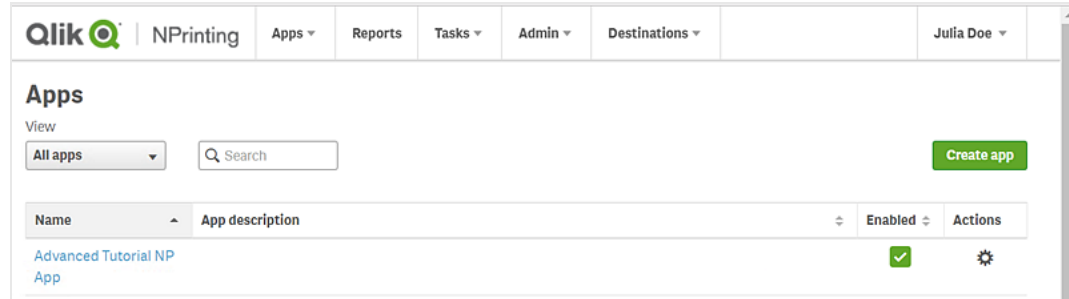 Qlik NPrinting Apps Reports Tasks Admin Destinations Julia Doe
Apps
View
All apps Search Create app
Name App description Enabled Actions
Advanced Tutorial NP
App